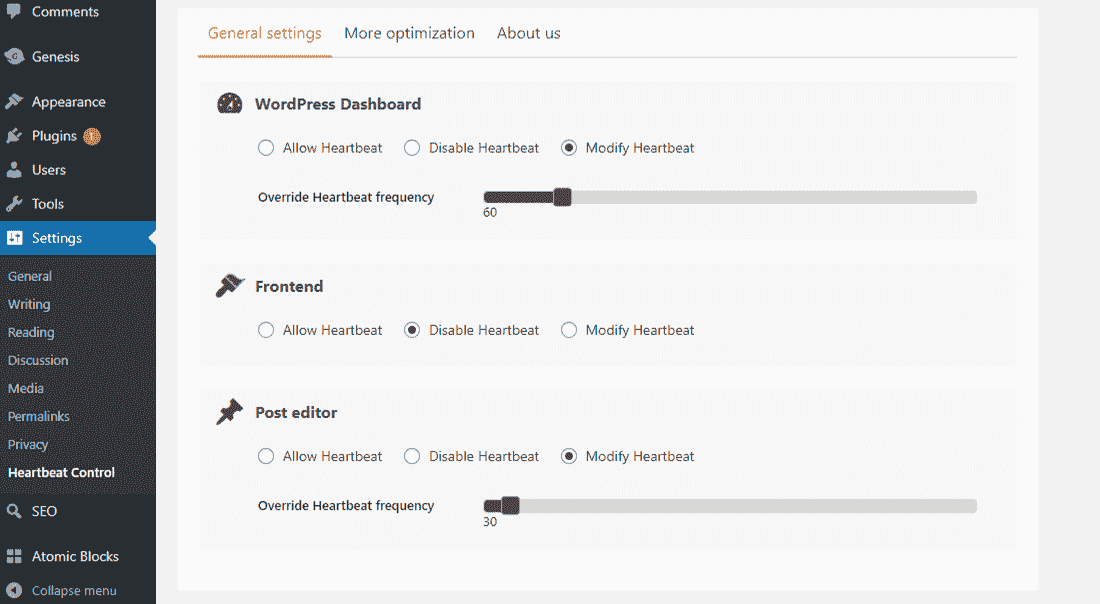 Comments
Genesis
Appearance
Plugins 1
Users
Tools
Settings
General
Writing
Reading
Discussion
Media
Permalinks
Privacy
Heartbeat Control
SEO
Atomic Blocks
Collapse menu
General settings More optimization About us
WordPress Dashboard
Allow Heartbeat Disable Heartbeat Modify Heartbeat
Override Heartbeat frequency
60
Frontend
Allow Heartbeat Disable Heartbeat Modify Heartbeat
Post editor
Allow Heartbeat Disable Heartbeat Modify Heartbeat
Override Heartbeat frequency
30